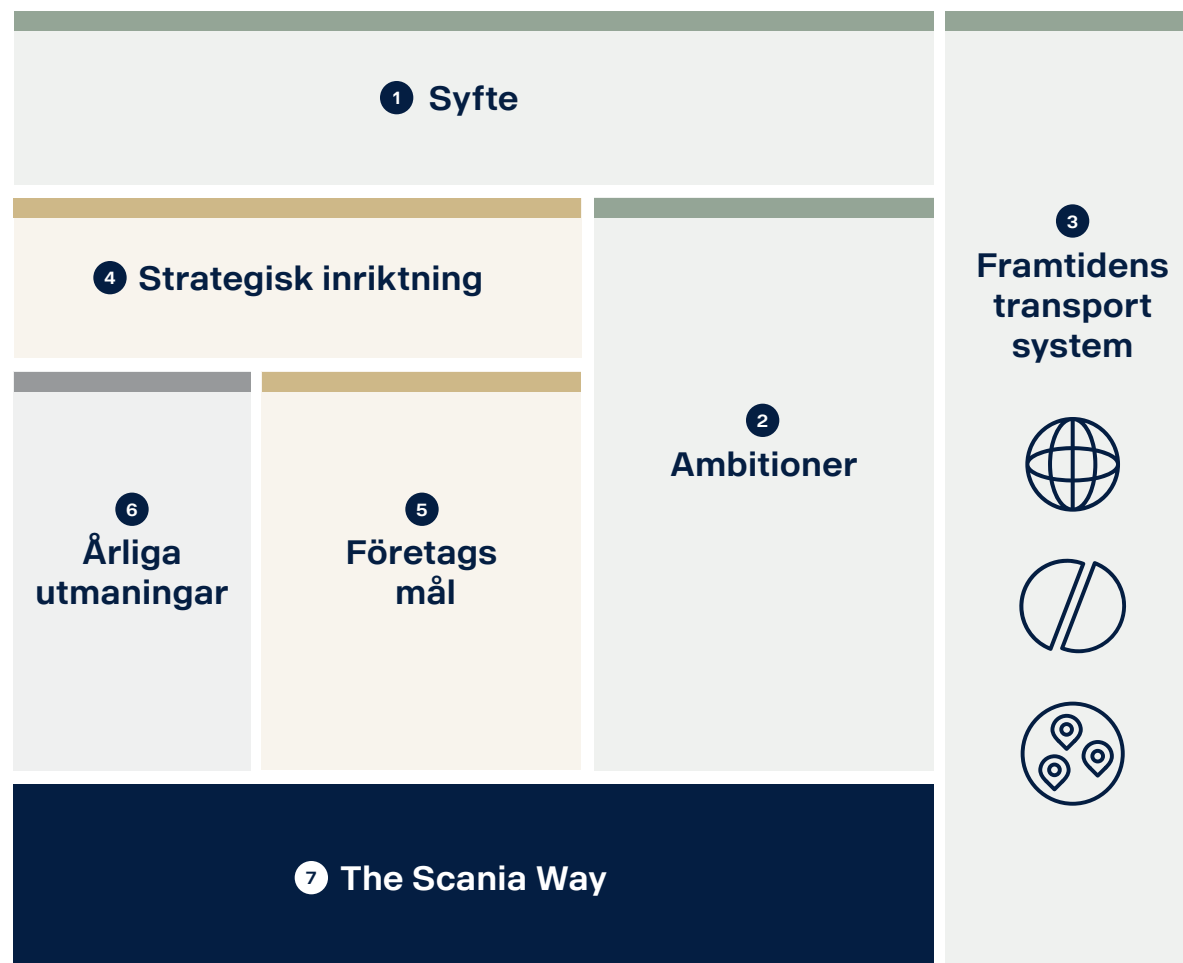 1 Syfte
4 Strategisk inriktning
6
Årliga
utmaningar
5
Företags
mål
2
Ambitioner
3
Framtidens
transport
system
7 The Scania Way